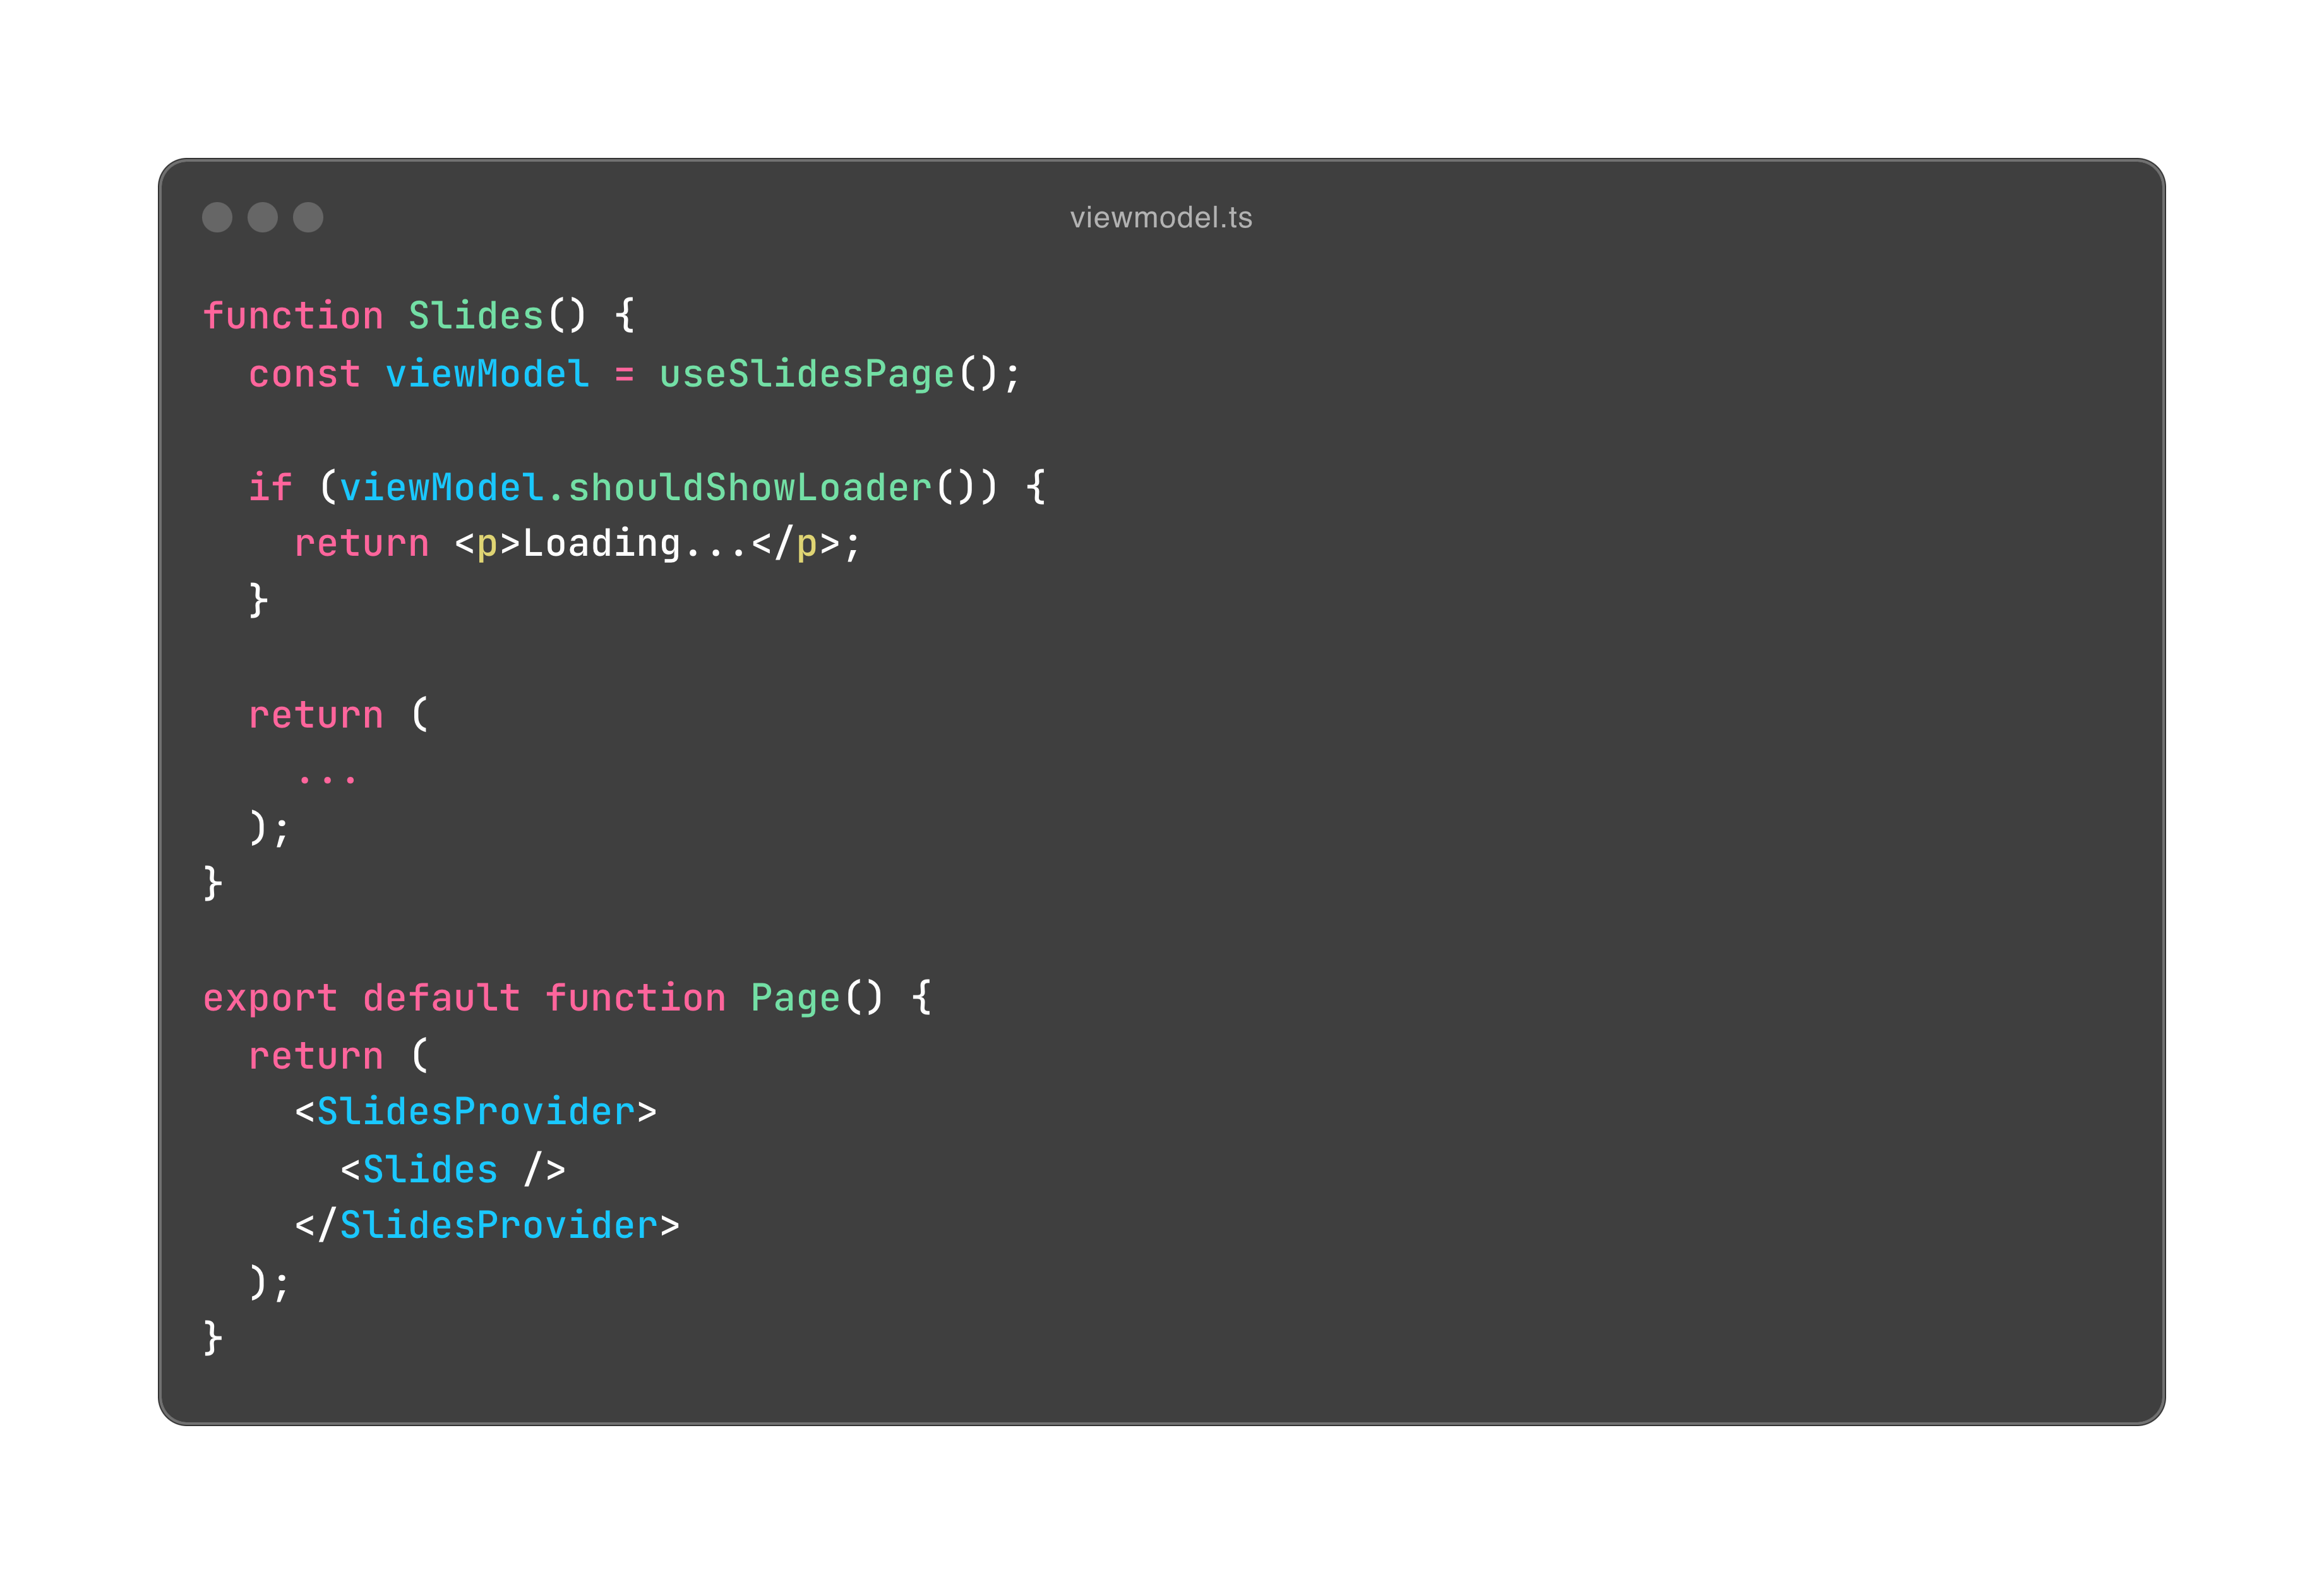 viewmodel.ts
function Slides() {
  const viewModel = useSlidesPage();

  if (viewModel.shouldShowLoader()) {
    return <p>Loading...</p>;
  }

  return (
    ...
  );
}

export default function Page() {
  return (
    <SlidesProvider>
      <Slides />
    </SlidesProvider>
  );
}